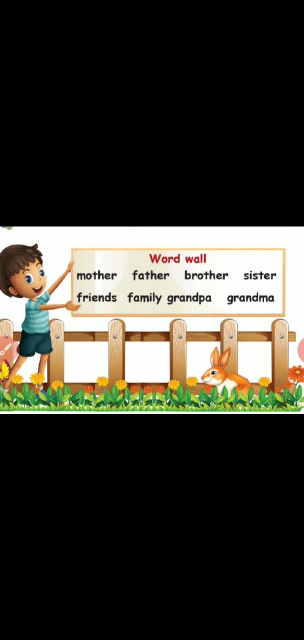 Word wall
mother father brother sister
friends family grandpa grandma